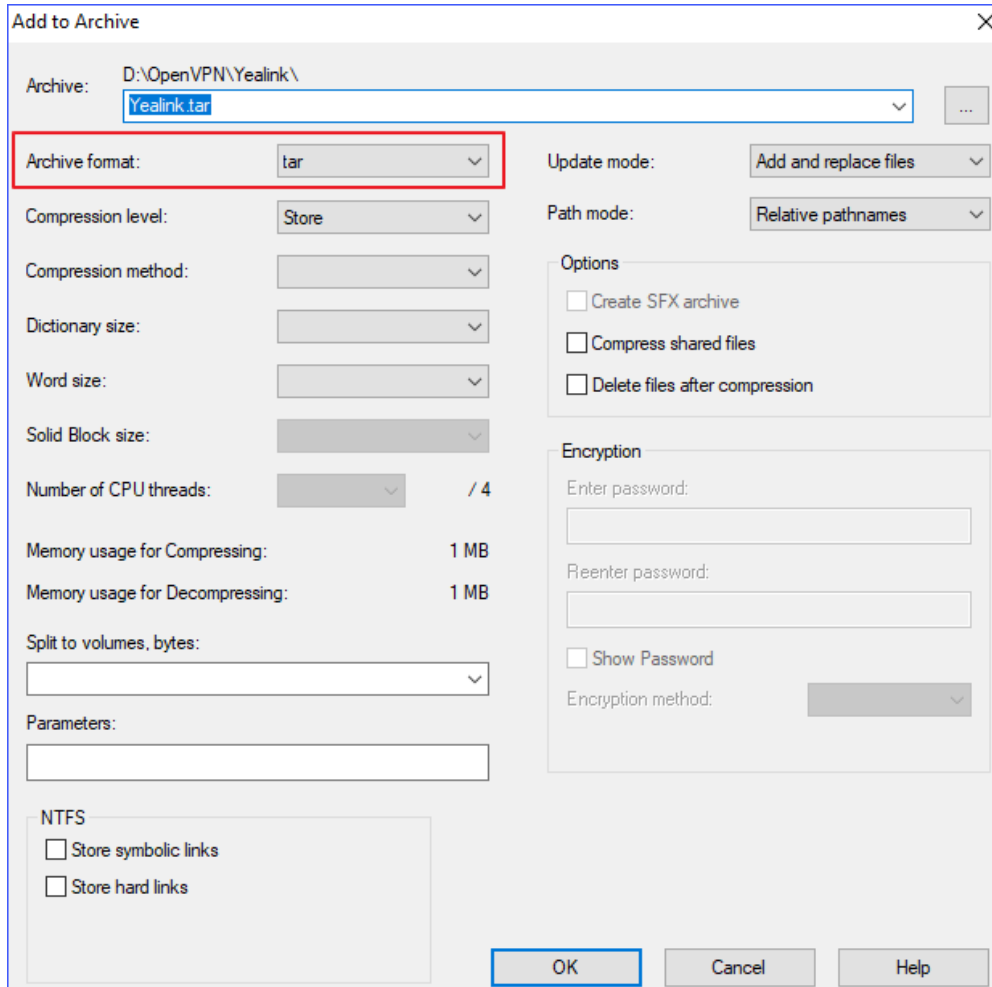 Add to Archive
Archive:
D:\OpenVPN\Yealink\
Yealink.tar
...
Archive format:
tar
Compression level:
Store
Compression method:
Dictionary size:
Word size:
Solid Block size:
Number of CPU threads:
/ 4
Memory usage for Compressing:
1 MB
Memory usage for Decompressing:
1 MB
Split to volumes, bytes:
Parameters:
NTFS
Store symbolic links
Store hard links
Update mode:
Add and replace files
Path mode:
Relative pathnames
Options
Create SFX archive
Compress shared files
Delete files after compression
Encryption
Enter password:
Reenter password:
Show Password
Encryption method:
OK
Cancel
Help